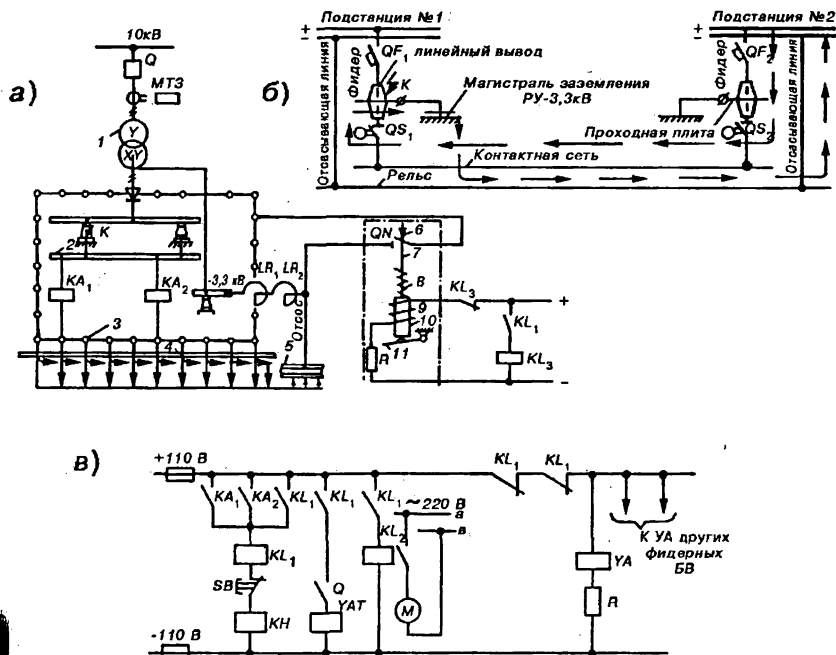 а)
10кВ
Q
МТЗ
1
Y
XY
K
2
KA1
KA2
-3,3 кВ
LR1
LR2
Отсос
3
4
5
QN
6
7
8
9
10
11
R
KL3
+
KL1
KL3
-
б)
Подстанция №1
Подстанция №2
+
-
+
-
Отсасывающая линия
Фидер
QF1
линейный вывод
K
Магистраль заземления
РУ-3,3кВ
QS1
Проходная плита
Контактная сеть
Рельс
Фидер
QF2
QS2
Отсасывающая линия
в)
+110 В
KA1
KA2
KL1
KL1
KL1
~220 В
а
в
KL1
KL1
KL1
SB
KH
Q
YAT
KL2
M
YA
R
К YA других
фидерных
БВ
-110 В